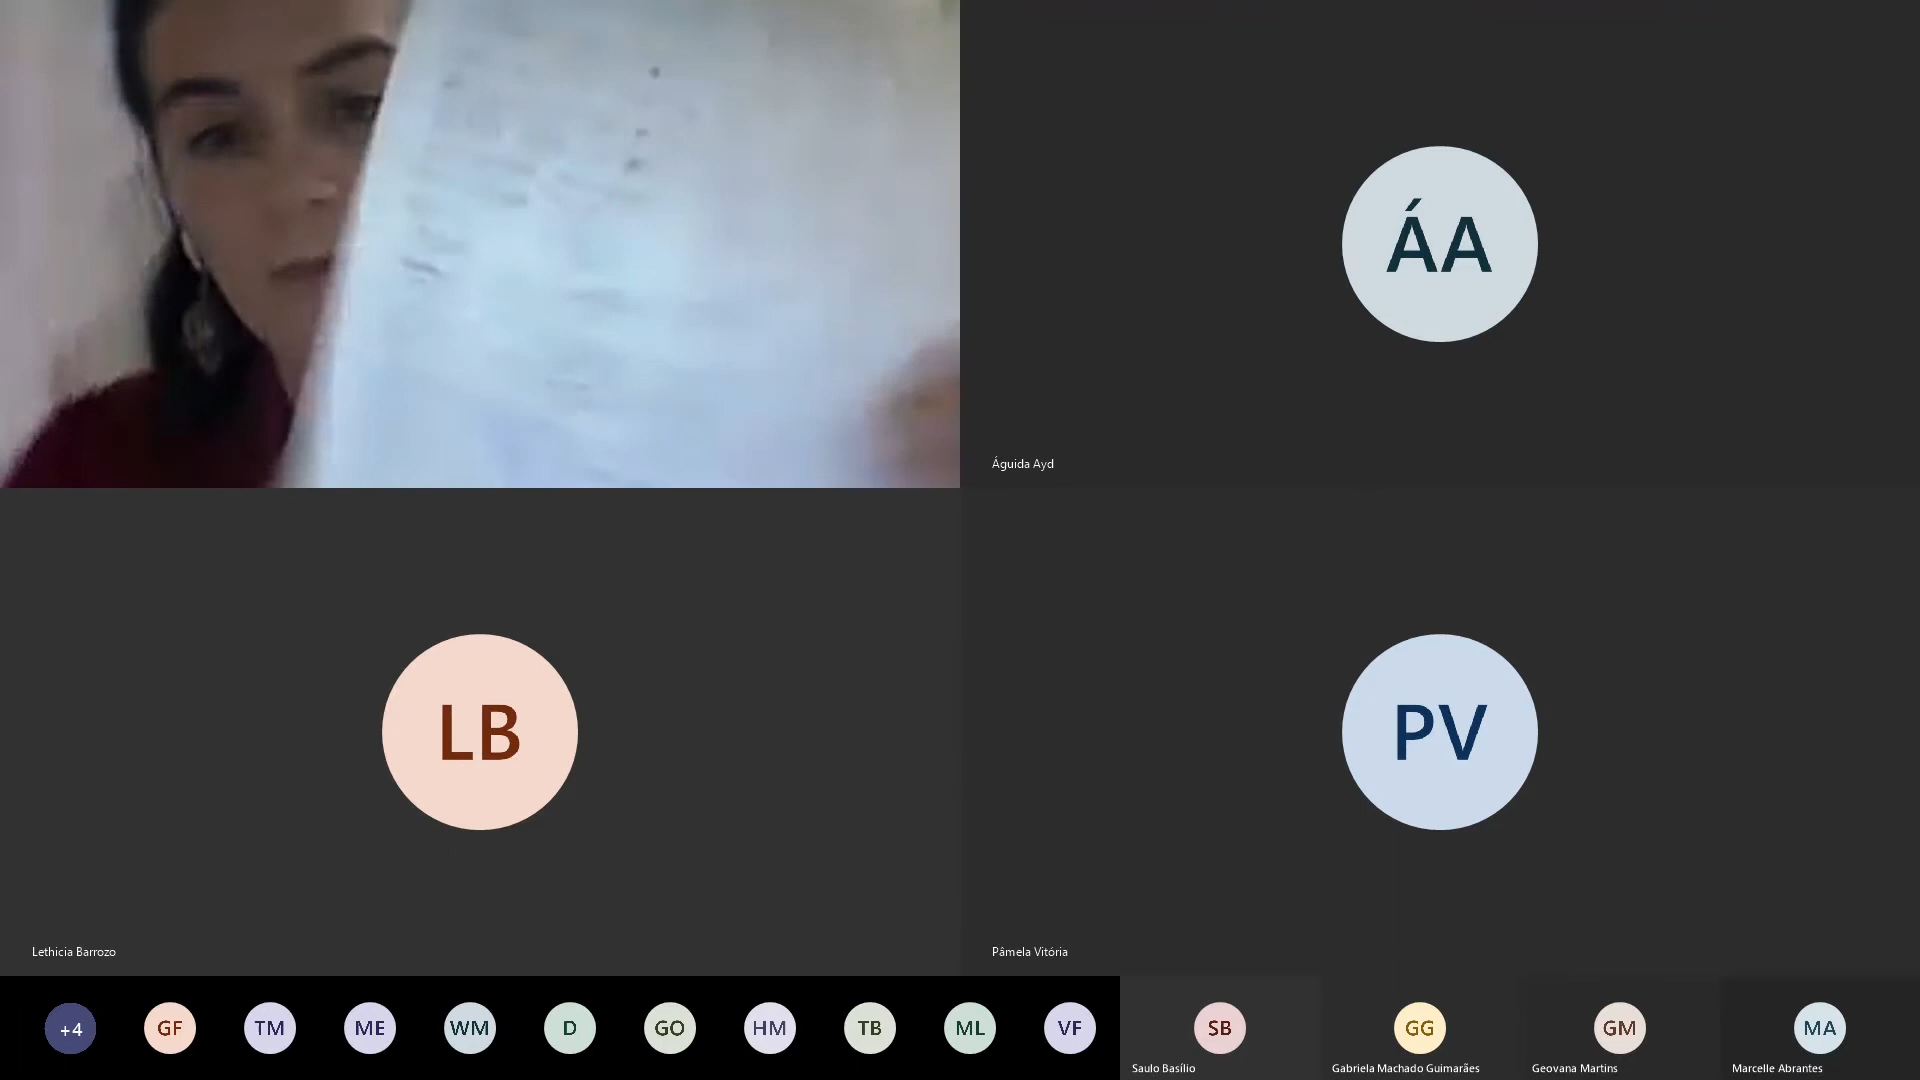 ÁA
Águida Ayd
LB
Lethicia Barrozo
PV
Pâmela Vitória
+4
GF
TM
ME
WM
D
GO
HM
TB
ML
VF
SB
Saulo Basílio
GG
Gabriela Machado Guimarães
GM
Geovana Martins
MA
Marcelle Abrantes